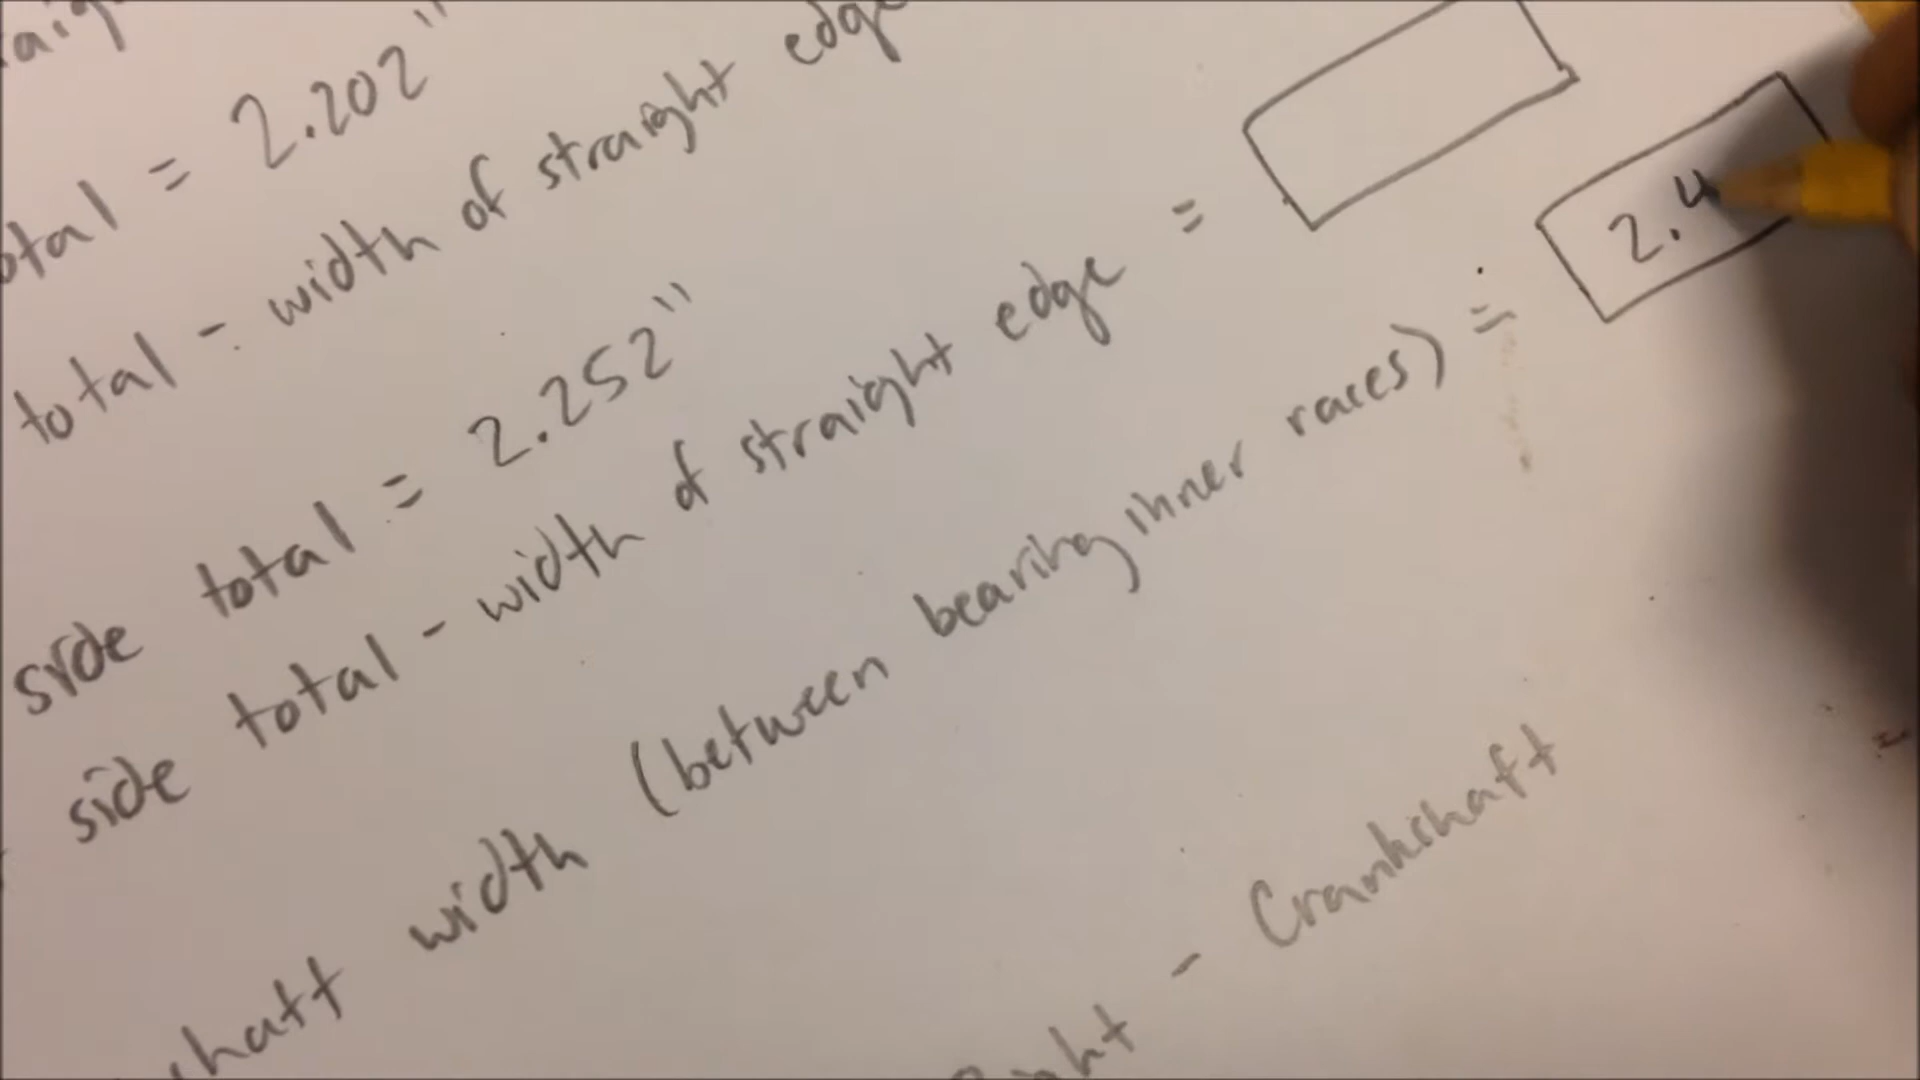 total = 2.202"
total - width of straight edge
side total = 2.252"
side total - width of straight edge =
width (between bearing inner races) = 2.4
- Crankshaft